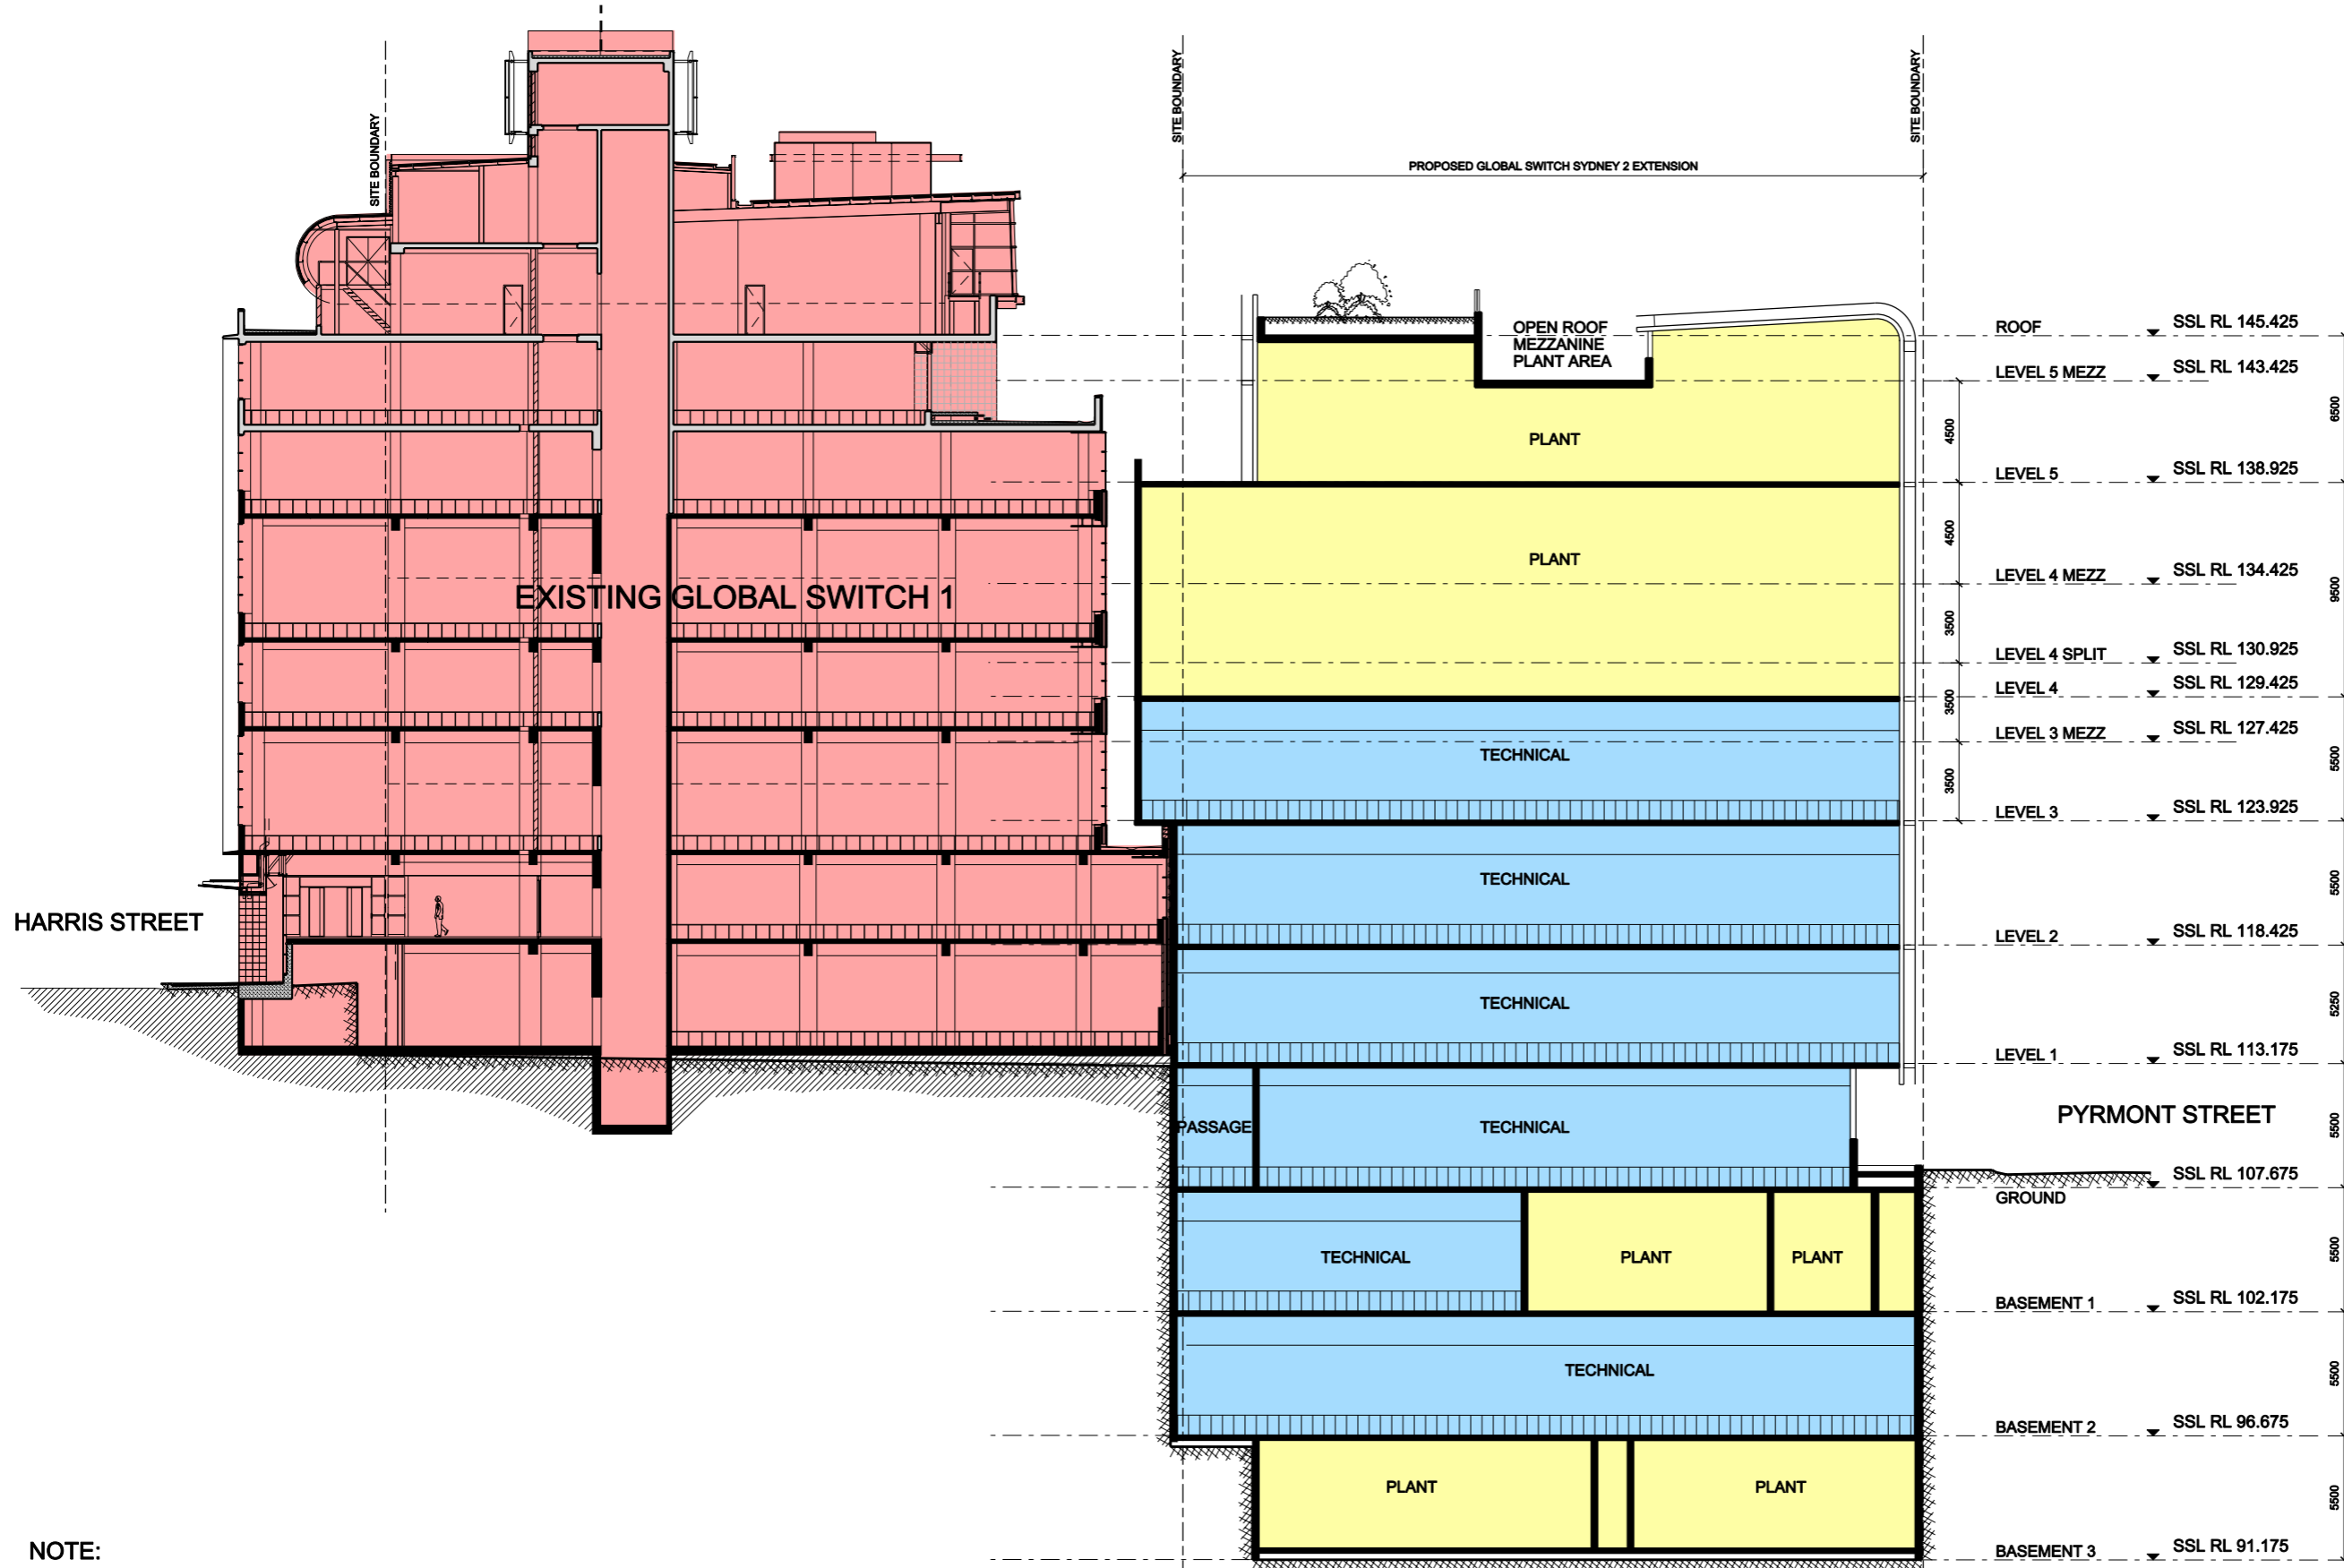 SITE BOUNDARY
SITE BOUNDARY
SITE BOUNDARY
PROPOSED GLOBAL SWITCH SYDNEY 2 EXTENSION
OPEN ROOF
MEZZANINE
PLANT AREA
ROOF SSL RL 145.425
LEVEL 5 MEZZ SSL RL 143.425
6500
4500
PLANT
LEVEL 5 SSL RL 138.925
4500
PLANT
LEVEL 4 MEZZ SSL RL 134.425
9500
EXISTING GLOBAL SWITCH 1
3500
LEVEL 4 SPLIT SSL RL 130.925
LEVEL 4 SSL RL 129.425
3500
LEVEL 3 MEZZ SSL RL 127.425
TECHNICAL
5500
3500
LEVEL 3 SSL RL 123.925
TECHNICAL
5500
HARRIS STREET
LEVEL 2 SSL RL 118.425
TECHNICAL
5250
LEVEL 1 SSL RL 113.175
PYRMONT STREET
PASSAGE
TECHNICAL
5500
SSL RL 107.675
GROUND
TECHNICAL
PLANT
PLANT
5500
BASEMENT 1 SSL RL 102.175
TECHNICAL
5500
BASEMENT 2 SSL RL 96.675
PLANT
PLANT
5500
NOTE:
BASEMENT 3 SSL RL 91.175